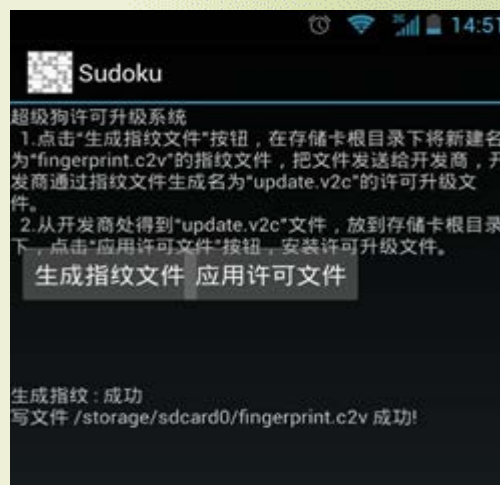 3G 14:51
Sudoku
超级狗许可升级系统
1.点击“生成指纹文件”按钮，在存储卡根目录下将新建名
为“fingerprint.c2v”的指纹文件，把文件发送给开发商，开
发商通过指纹文件生成名为“update.v2c”的许可升级文
件。
2.从开发商处得到“update.v2c”文件，放到存储卡根目录
下，点击“应用许可文件”按钮，安装许可升级文件。
生成指纹文件 应用许可文件
生成指纹 : 成功
写文件 /storage/sdcard0/fingerprint.c2v 成功!